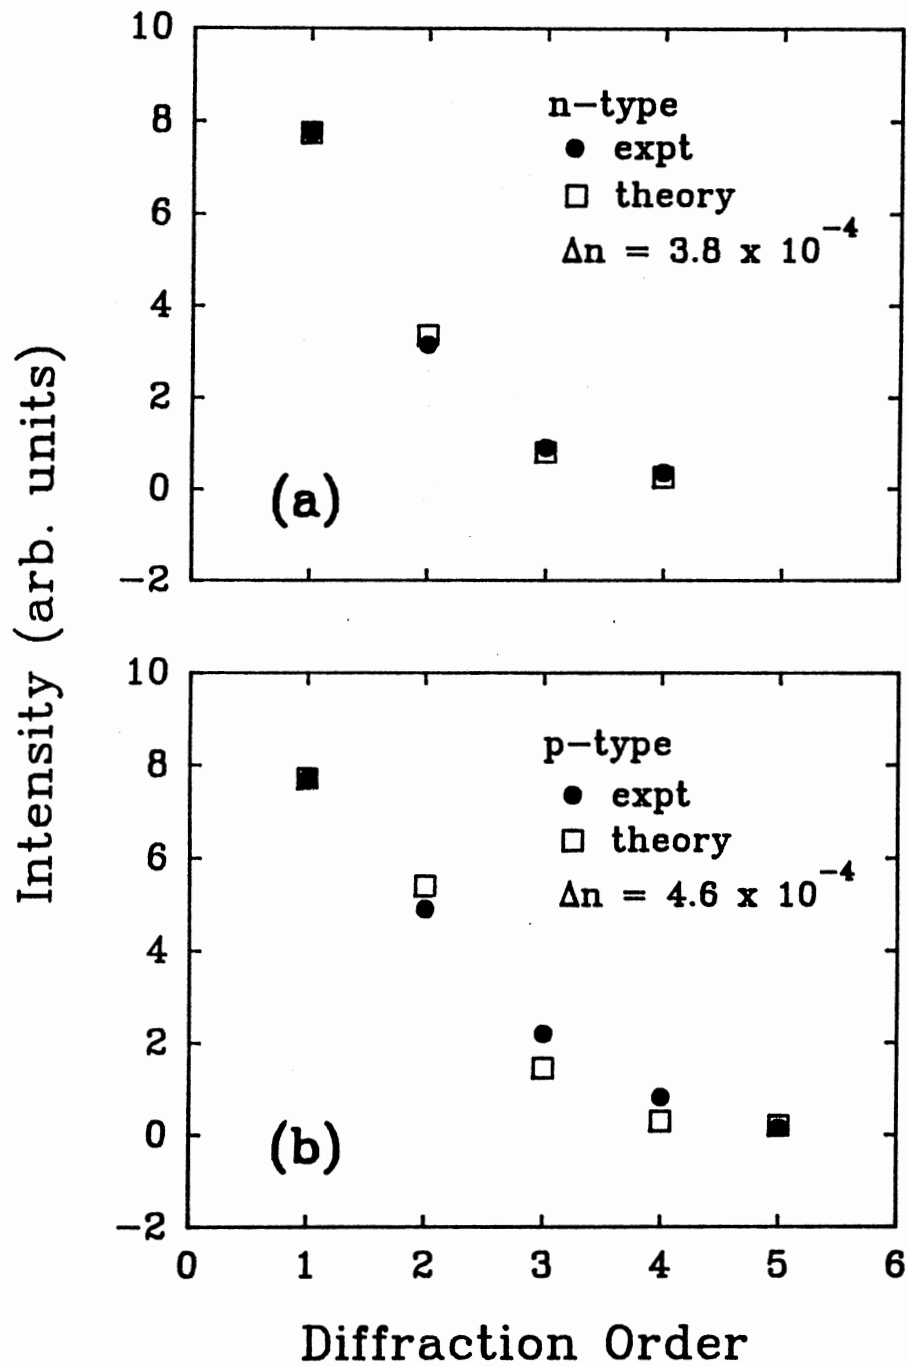 Intensity (arb. units)
10
8
6
4
2
0
−2
n−type
expt
theory
Δn = 3.8 x 10⁻⁴
(a)
10
8
6
4
2
0
−2
p−type
expt
theory
Δn = 4.6 x 10⁻⁴
(b)
0 1 2 3 4 5 6
Diffraction Order